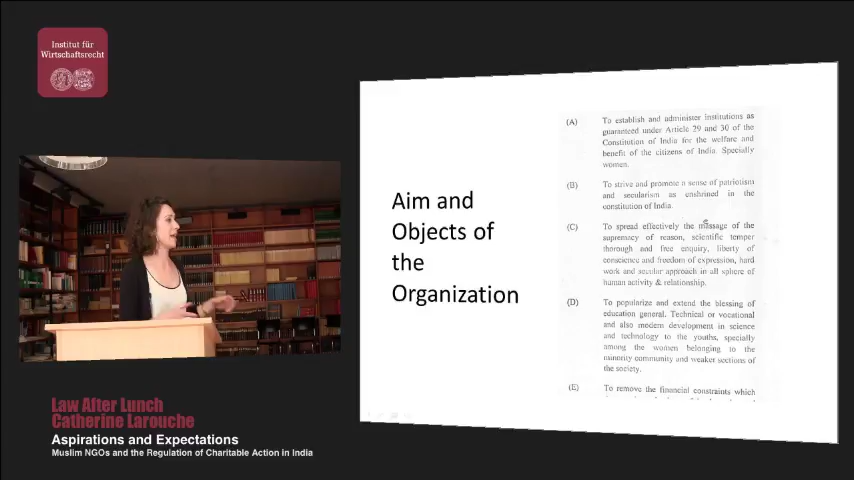 Institut für
Wirtschaftsrecht
Aim and
Objects of
the
Organization
(A) To establish and administer Institutions as
guaranteed under Article 29 and 30 of the
Constitution of India for the welfare and
benefit of the citizens of India. Specially
women.
(B) To strive and promote a sense of patriotism
and secularism as enshrined in the
constitution of India.
(C) To spread effectively the message of the
supremacy of reason, scientific temper
thorough and free enquiry, liberty of
conscience and freedom of expression, hard
work and secular approach in all sphere of
human activity & relationship.
(D) To popularize and extend the blessing of
education general. Technical or vocational
and also modern development in science
and technology to the youths, specially
among the women belonging to the
minority community and weaker sections of
the society.
(E) To remove the financial constraints which
Law After Lunch
Catherine Larouche
Aspirations and Expectations
Muslim NGOs and the Regulation of Charitable Action in India